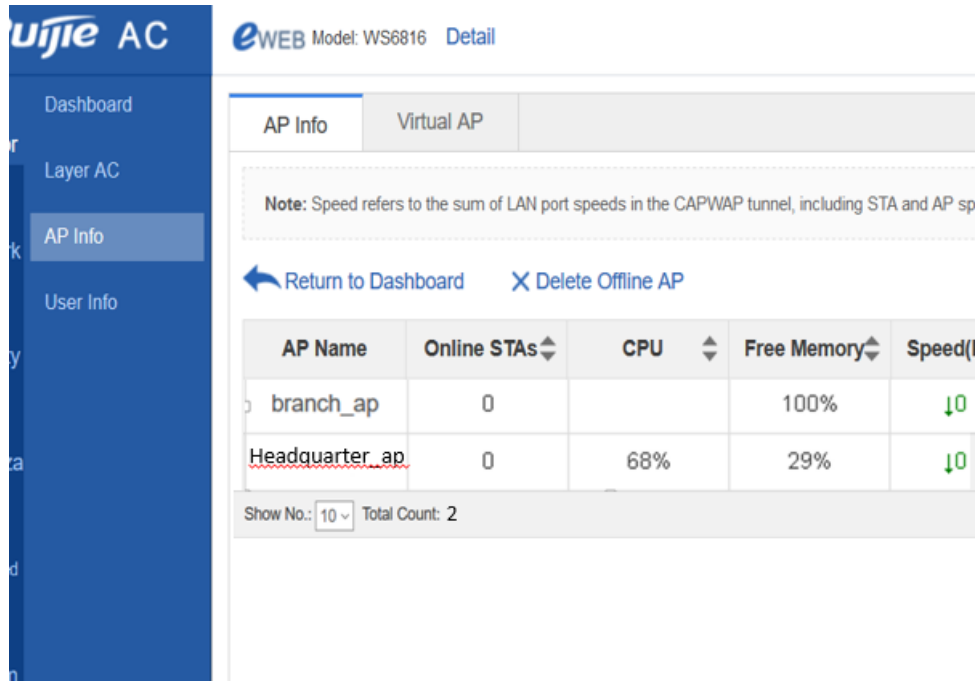 Ruijie AC
eWEB Model: WS6816 Detail
Dashboard
Layer AC
AP Info
User Info
AP Info Virtual AP
Note: Speed refers to the sum of LAN port speeds in the CAPWAP tunnel, including STA and AP sp
Return to Dashboard Delete Offline AP
AP Name Online STAs CPU Free Memory Speed(
branch_ap 0 100% ↓0
Headquarter_ap 0 68% 29% ↓0
Show No.: 10 Total Count: 2